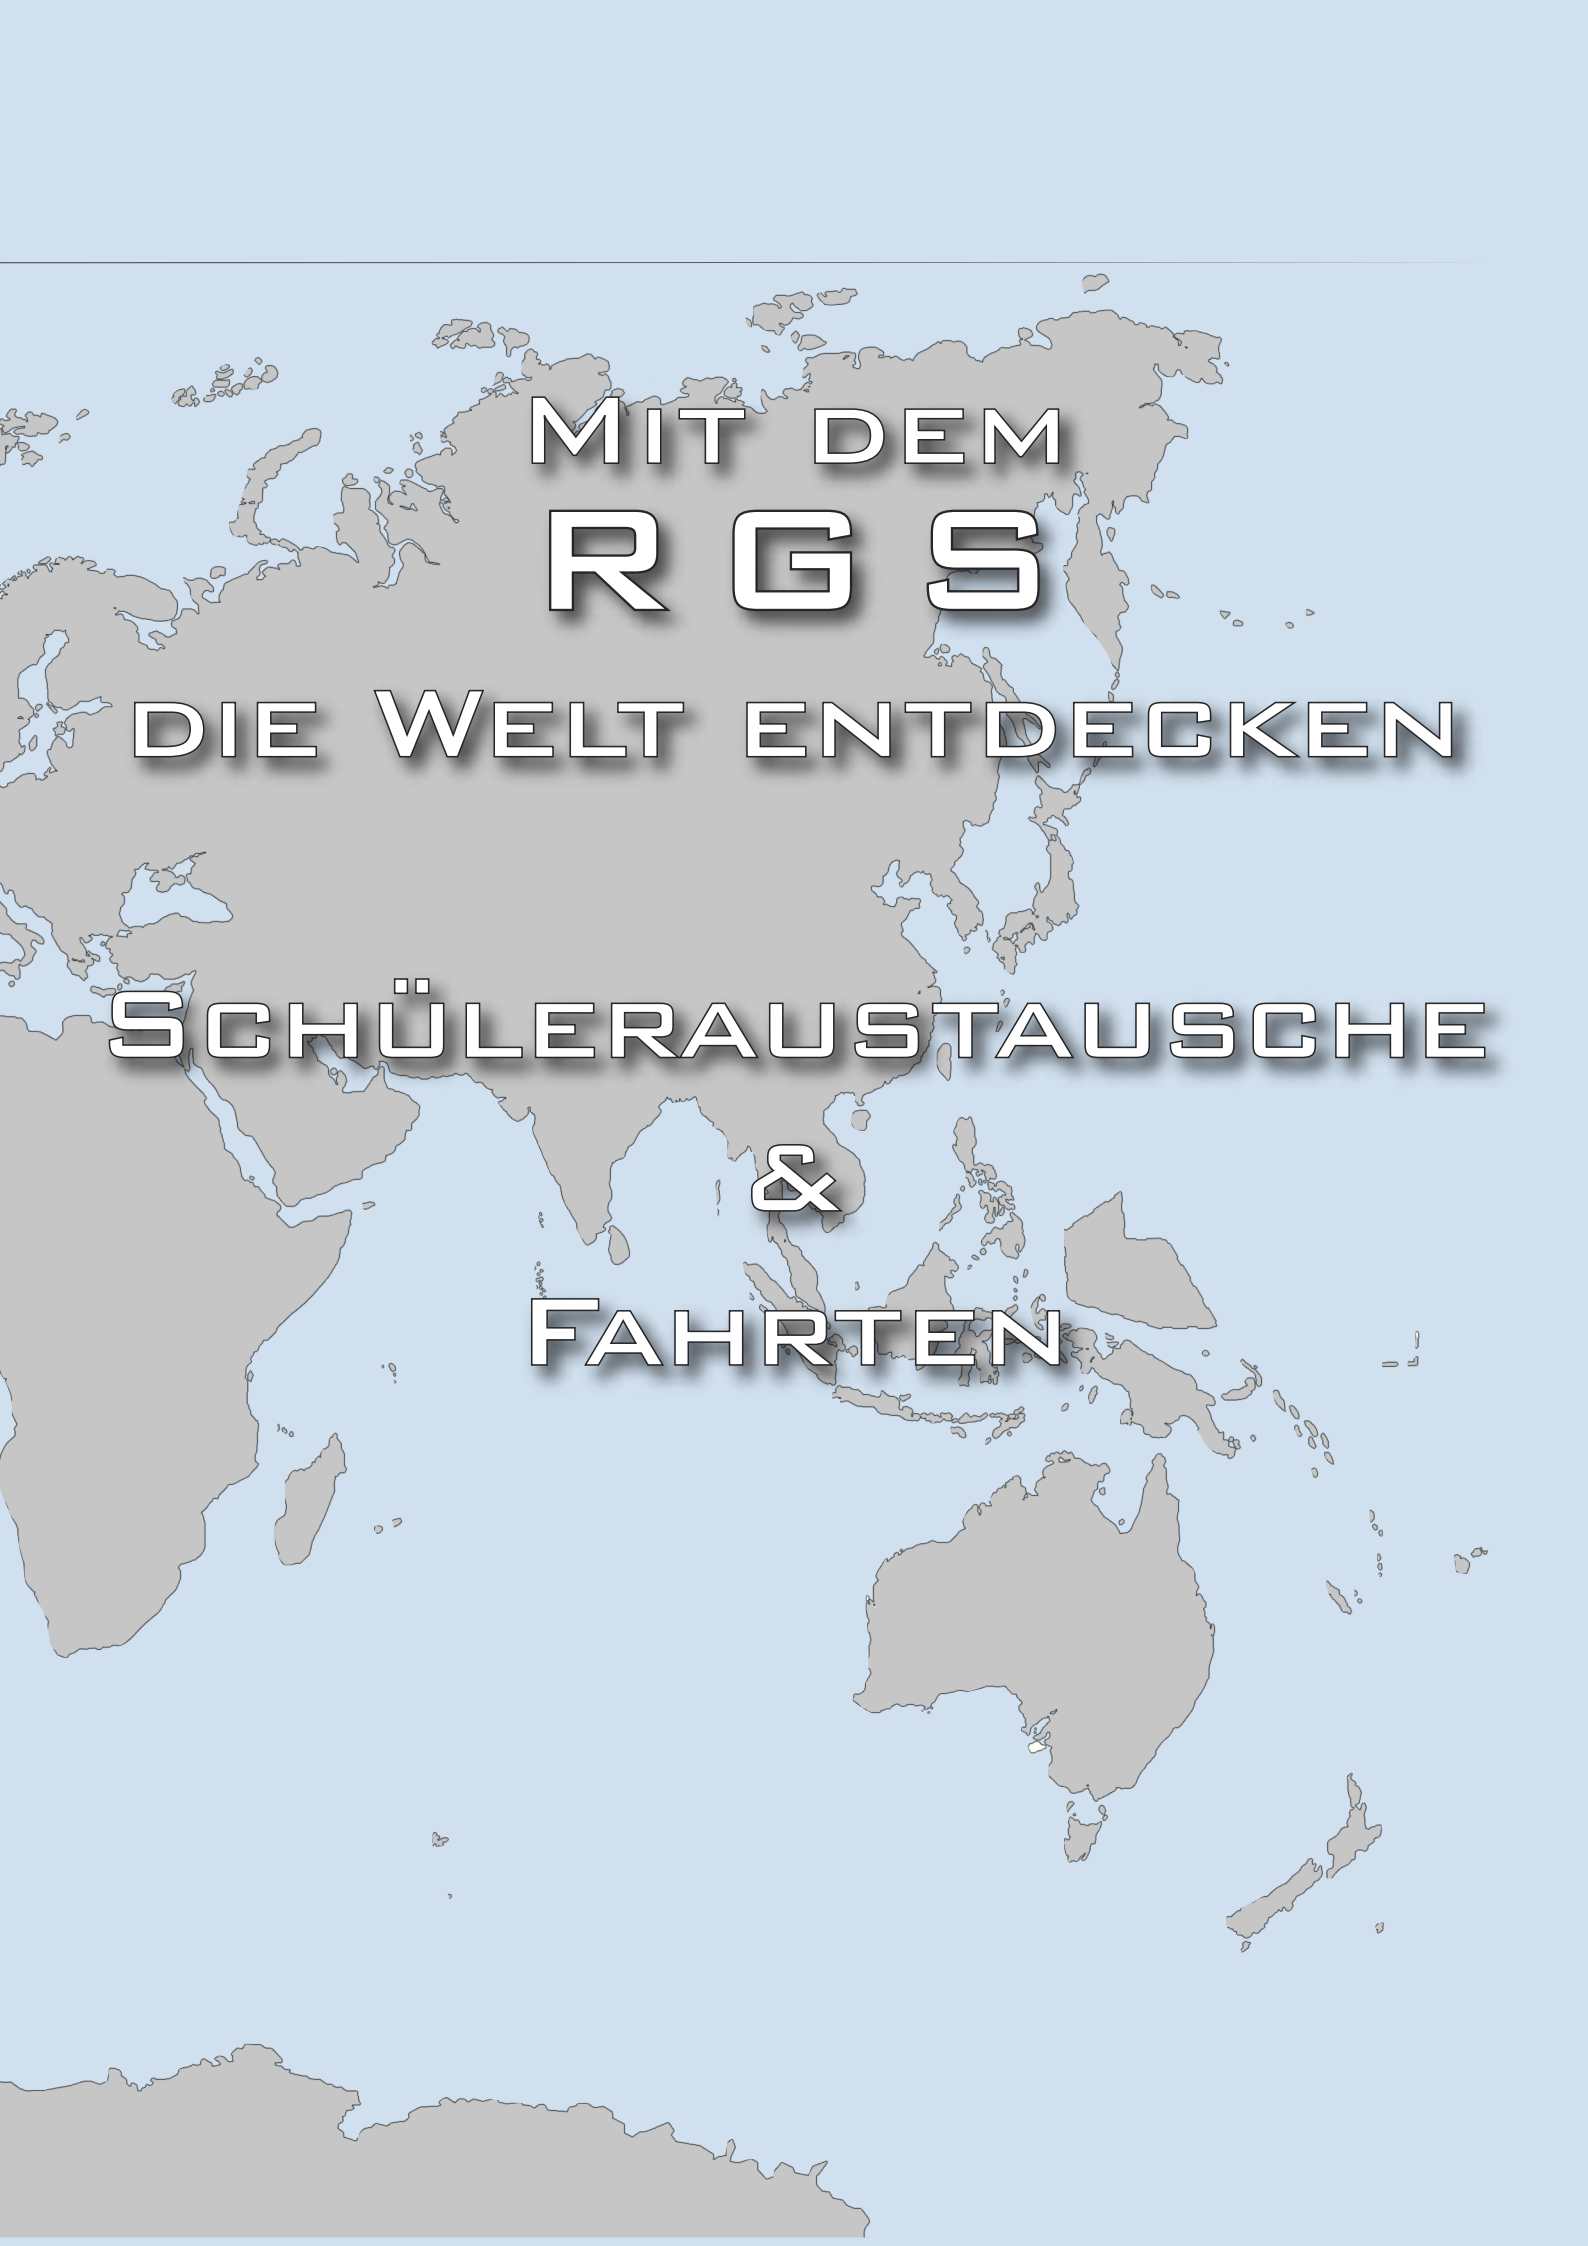 Mit dem
RGS
die Welt entdecken
Schüleraustausche
&
Fahrten